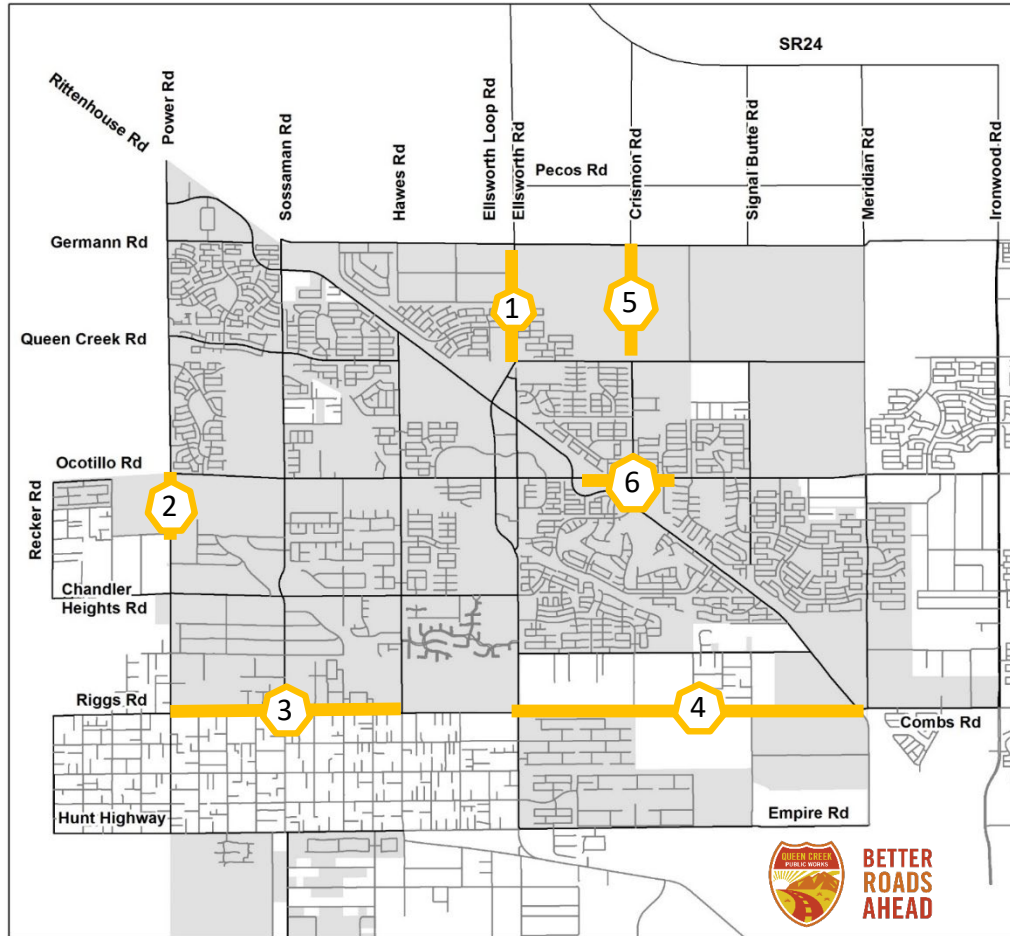 SR24
Rittenhouse Rd
Power Rd
Sossaman Rd
Hawes Rd
Ellsworth Loop Rd
Ellsworth Rd
Pecos Rd
Crismon Rd
Signal Butte Rd
Meridian Rd
Ironwood Rd
Germann Rd
1
5
Queen Creek Rd
Ocotillo Rd
6
Recker Rd
2
Chandler
Heights Rd
Riggs Rd
3
4
Combs Rd
Hunt Highway
Empire Rd
QUEEN CREEK
PUBLIC WORKS
BETTER
ROADS
AHEAD